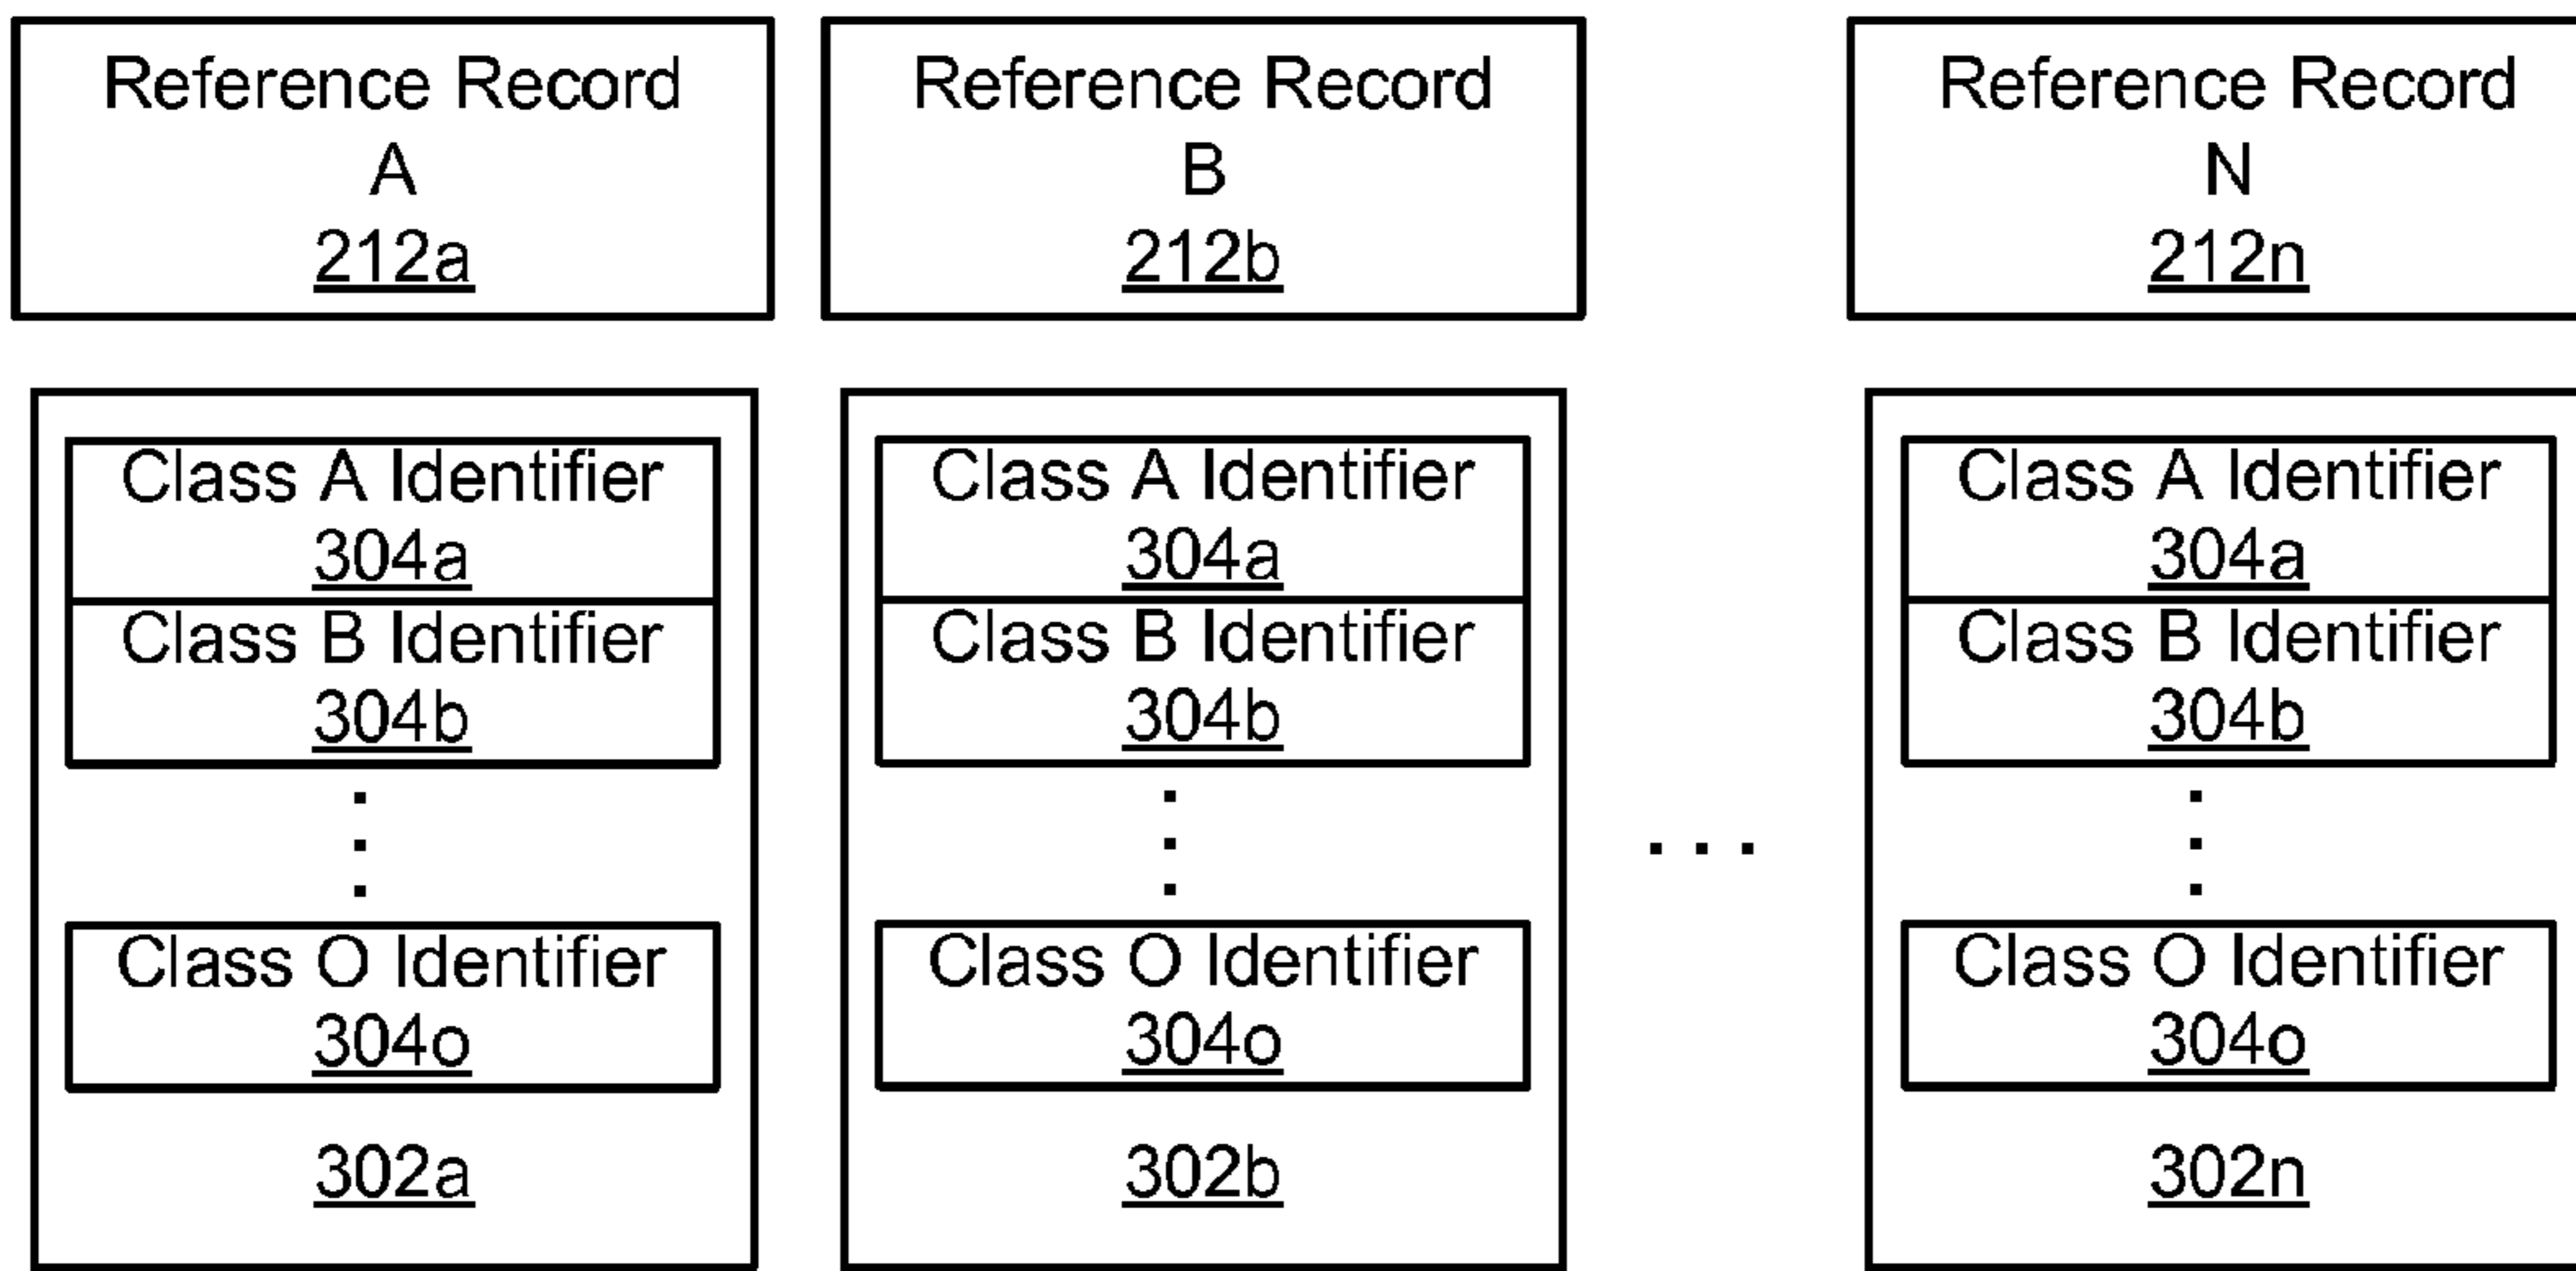 Reference Record
A
212a
Reference Record
B
212b
Reference Record
N
212n
Class A Identifier
304a
Class B Identifier
304b
Class O Identifier
304o
302a
Class A Identifier
304a
Class B Identifier
304b
Class O Identifier
304o
302b
. . .
Class A Identifier
304a
Class B Identifier
304b
Class O Identifier
304o
302n